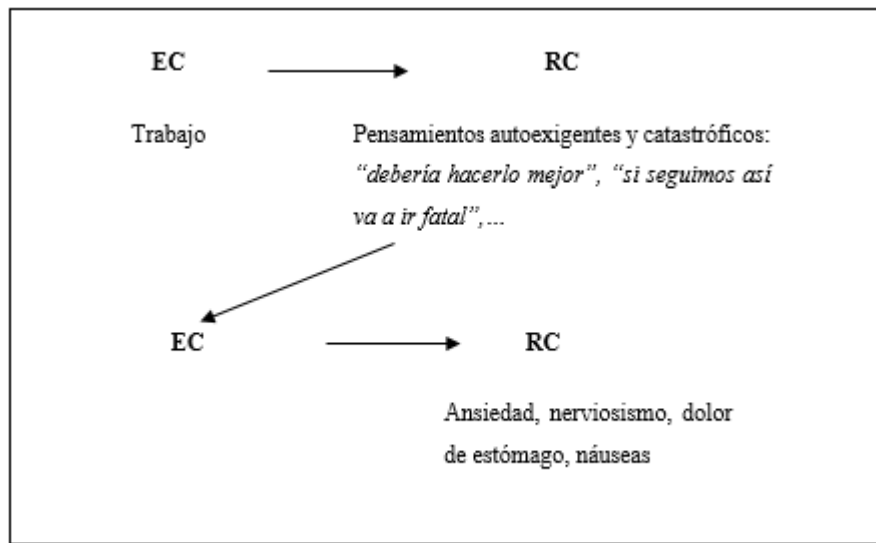 EC RC
Trabajo Pensamientos autoexigentes y catastróficos:
“debería hacerlo mejor”, “si seguimos así
va a ir fatal”,...
EC RC
Ansiedad, nerviosismo, dolor
de estómago, náuseas